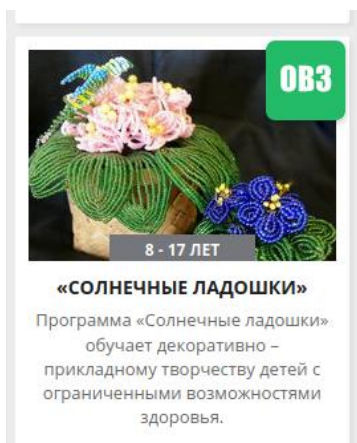 ОВЗ
8 - 17 ЛЕТ
«СОЛНЕЧНЫЕ ЛАДОШКИ»
Программа «Солнечные ладошки»
обучает декоративно –
прикладному творчеству детей с
ограниченными возможностями
здоровья.